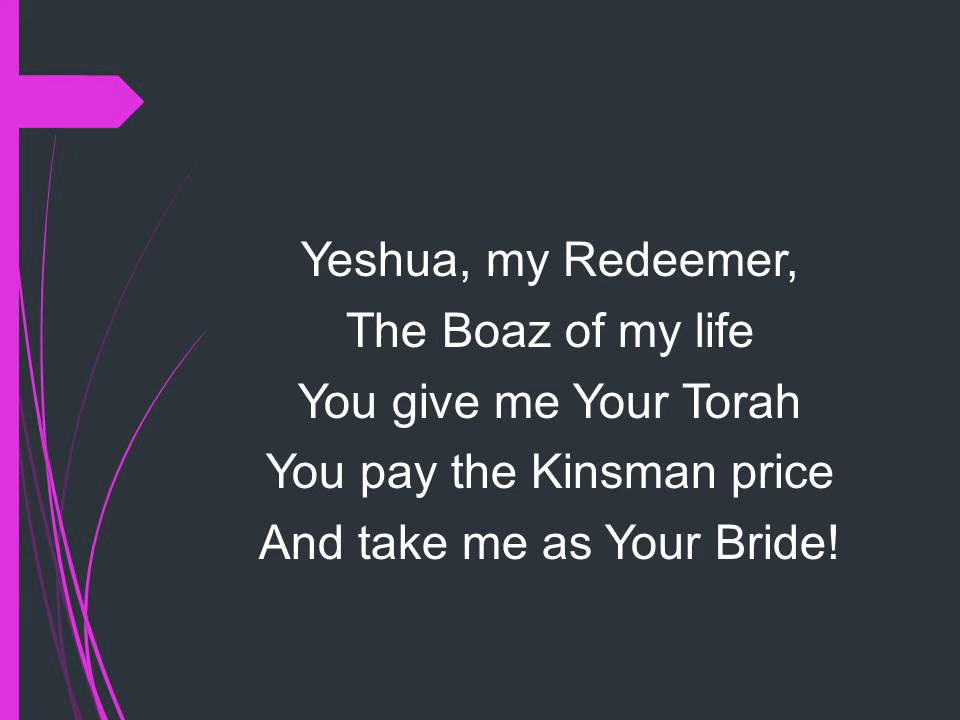 Yeshua, my Redeemer,
The Boaz of my life
You give me Your Torah
You pay the Kinsman price
And take me as Your Bride!